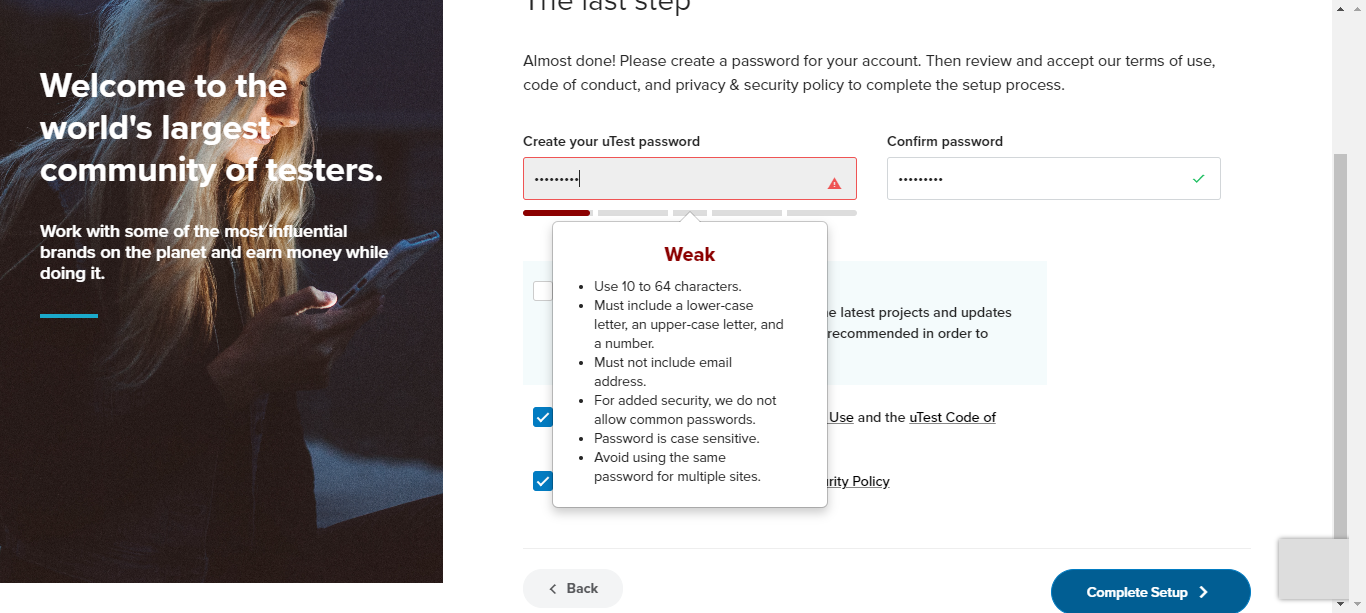 Welcome to the
world's largest
community of testers.
Work with some of the most influential
brands on the planet and earn money while
doing it.
The last step
Almost done! Please create a password for your account. Then review and accept our terms of use,
code of conduct, and privacy & security policy to complete the setup process.
Create your uTest password
Confirm password
•••••••••
•••••••••
Weak
• Use 10 to 64 characters.
• Must include a lower-case
letter, an upper-case letter, and
a number.
• Must not include email
address.
• For added security, we do not
allow common passwords.
• Password is case sensitive.
• Avoid using the same
password for multiple sites.
latest projects and updates
recommended in order to
Use and the uTest Code of
Policy
Back
Complete Setup